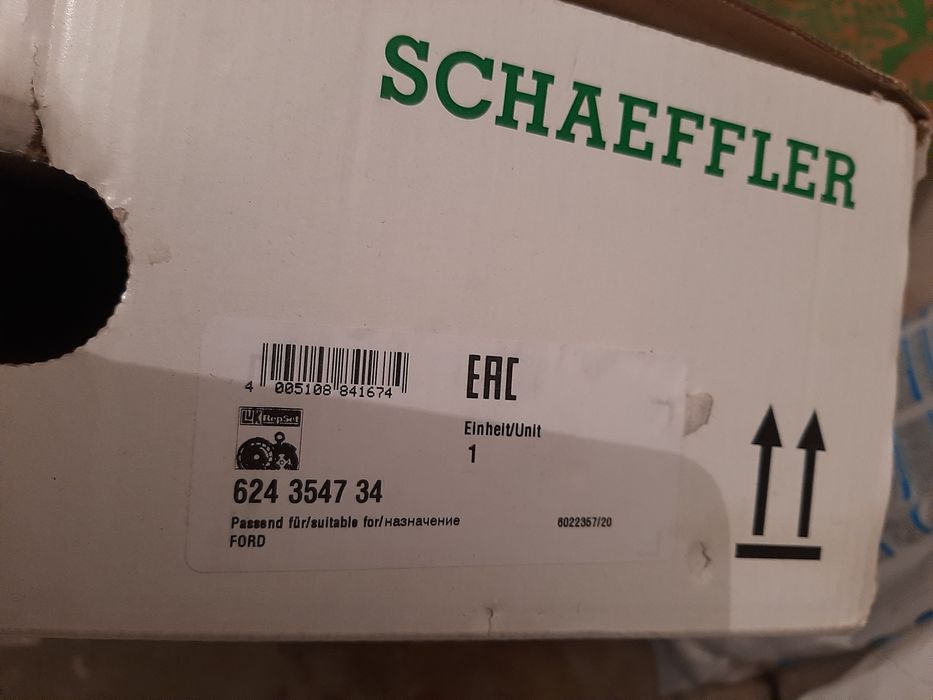 SCHAEFFLER
4 005108 841674
EAC
LUK RepSet
Einheit/Unit
1
624 3547 34
Passend für/suitable for/назначение
6022357/20
FORD